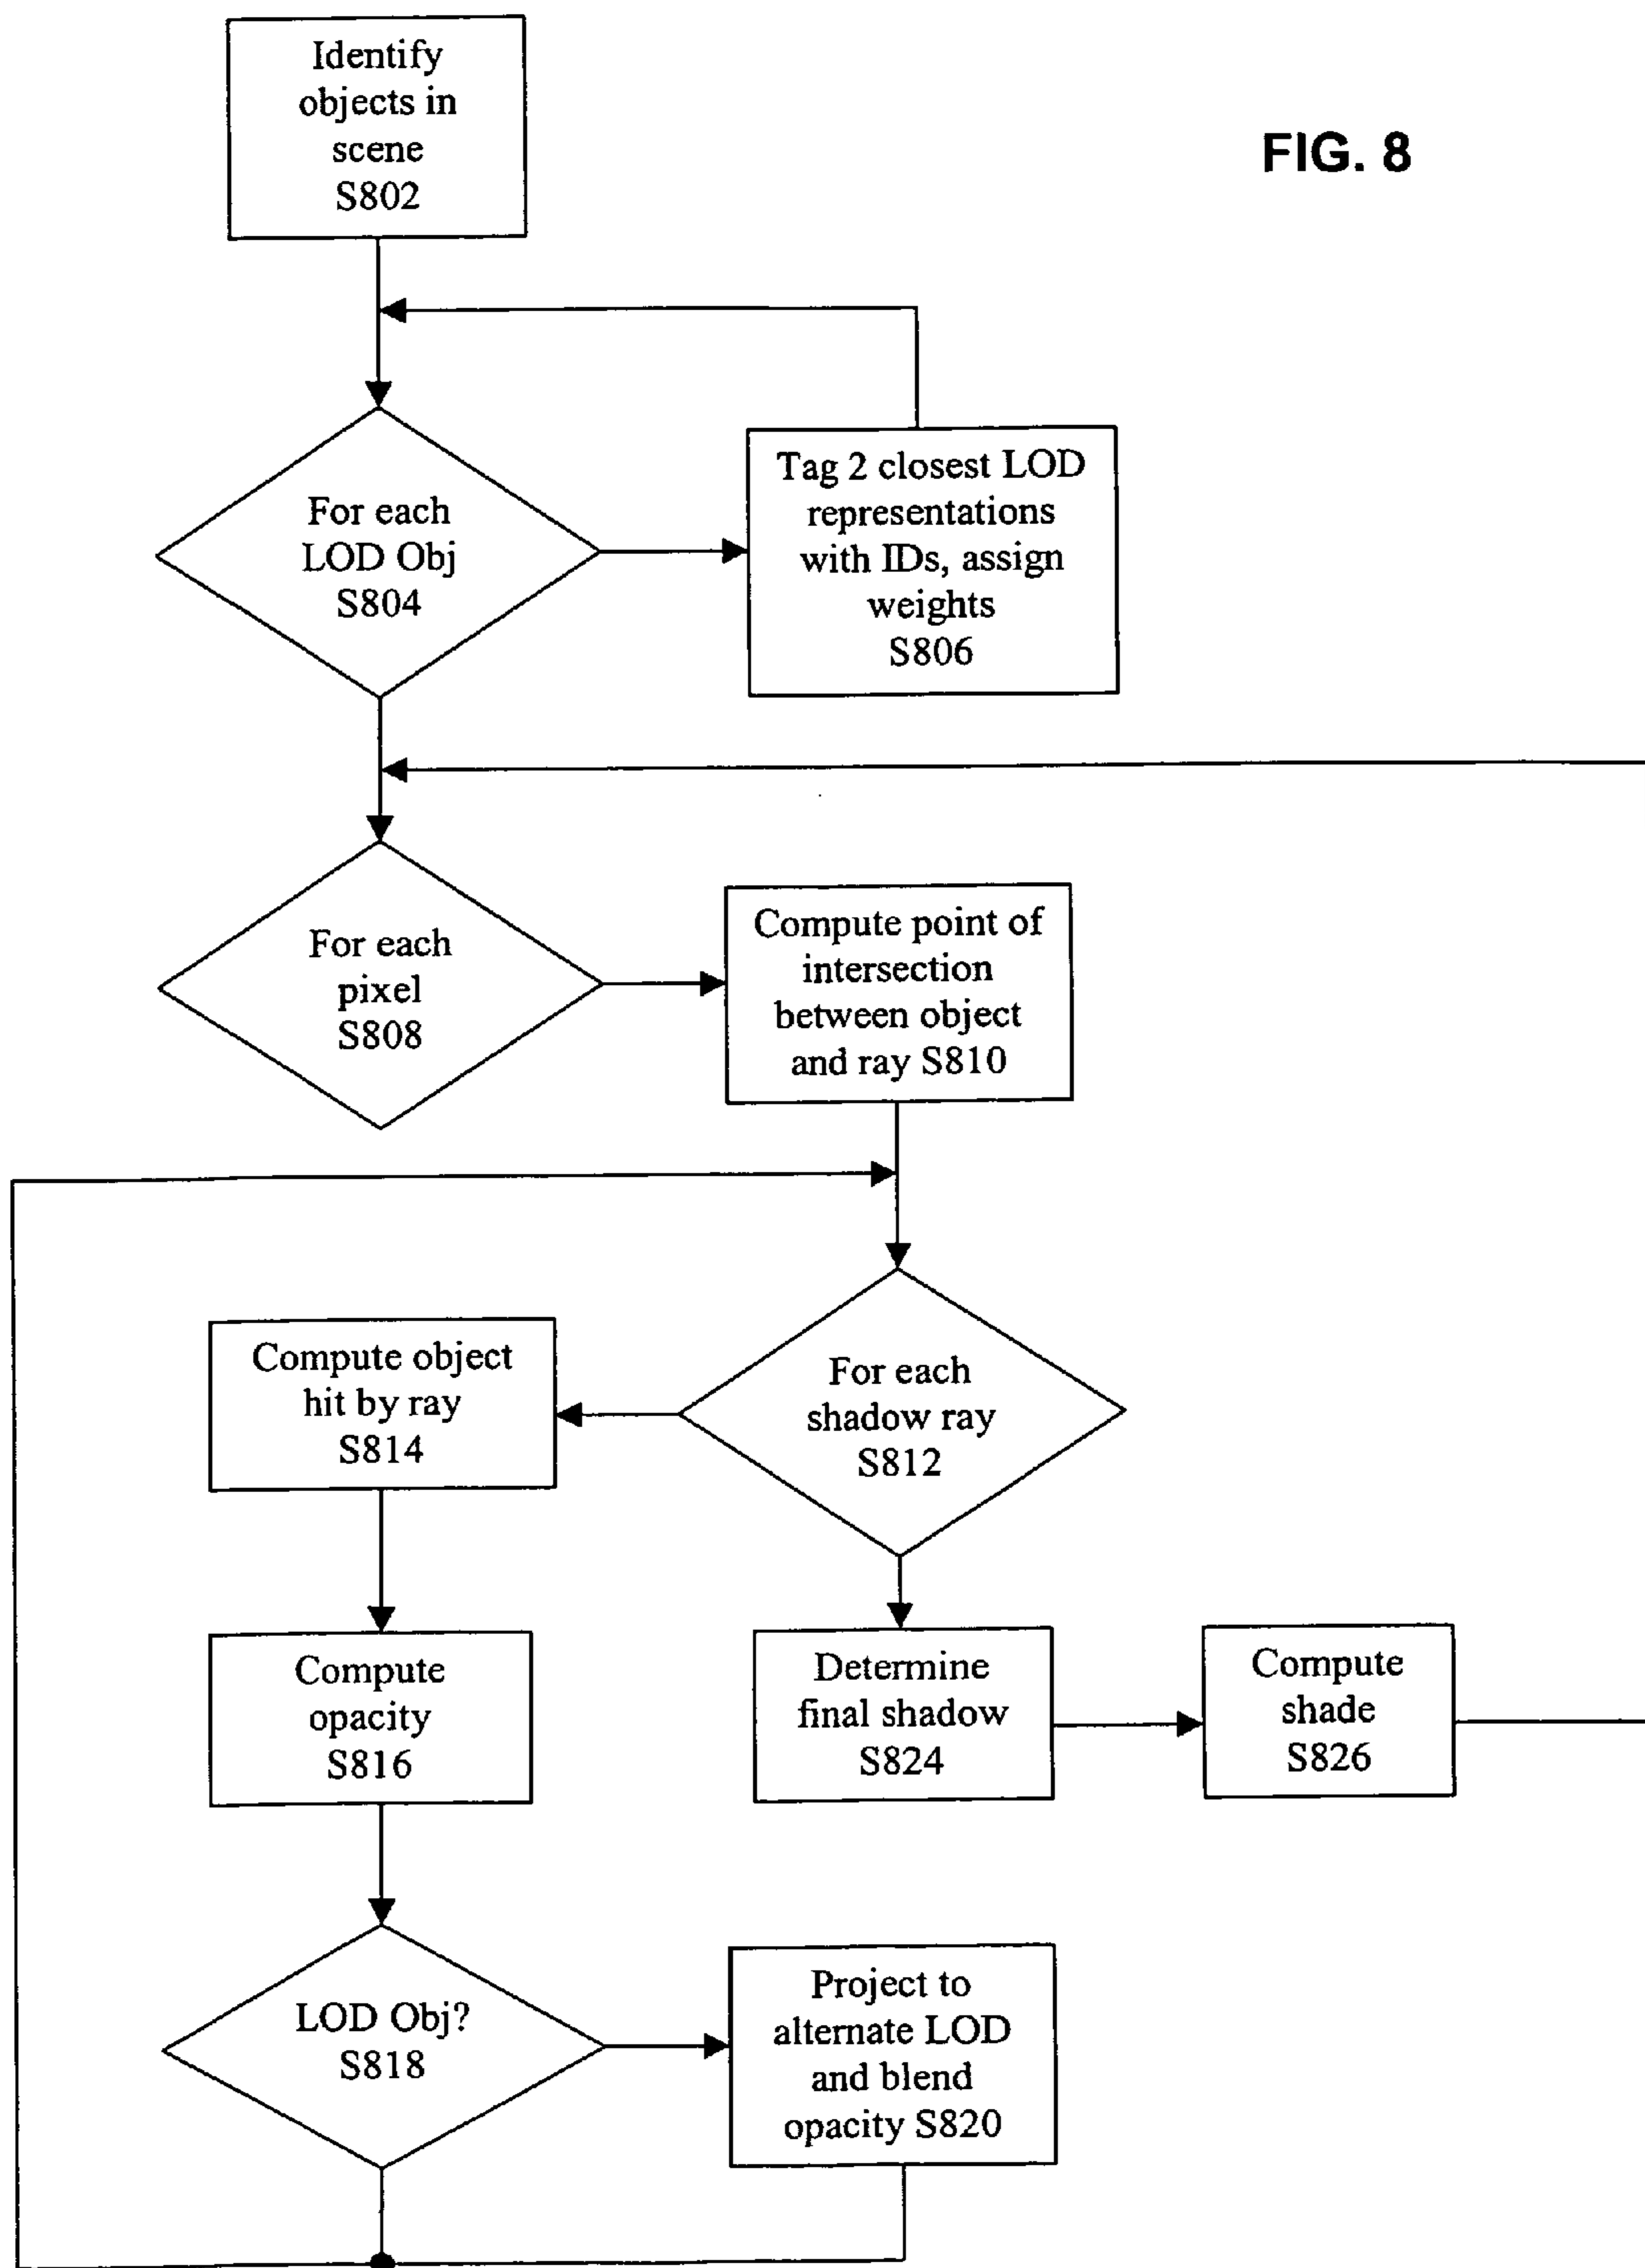 Identify
objects in
scene
S802
FIG. 8
For each
LOD Obj
S804
Tag 2 closest LOD
representations
with IDs, assign
weights
S806
For each
pixel
S808
Compute point of
intersection
between object
and ray S810
For each
shadow ray
S812
Compute object
hit by ray
S814
Compute
opacity
S816
Determine
final shadow
S824
Compute
shade
S826
LOD Obj?
S818
Project to
alternate LOD
and blend
opacity S820